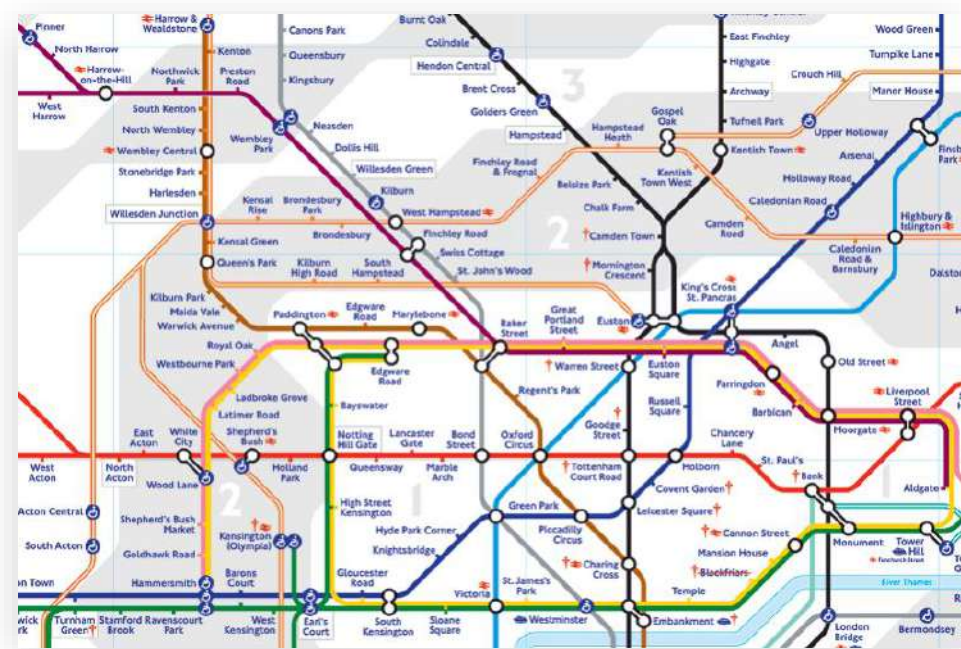 Pinner
North Harrow
Harrow-
on-the-Hill
West
Harrow
Harrow &
Wealdstone
Kenton
Northwick
Park
Preston
Road
South Kenton
North Wembley
Wembley Central
Stonebridge Park
Harlesden
Willesden Junction
Kensal Green
Queen's Park
Kilburn Park
Maida Vale
Warwick Avenue
Royal Oak
Westbourne Park
Ladbroke Grove
Latimer Road
Canons Park
Queensbury
Kingsbury
Wembley
Park
Neasden
Dollis Hill
Willesden Green
Kilburn
West Hampstead
Finchley Road
Swiss Cottage
St. John's Wood
Kensal
Rise
Brondesbury
Park
Brondesbury
Kilburn
High Road
South
Hampstead
Burnt Oak
Colindale
Hendon Central
Brent Cross
Golders Green
Hampstead
Belsize Park
Chalk Farm
Camden Town
Mornington
Crescent
3
Finchley Road
& Frognal
Hampstead
Heath
Gospel
Oak
Kentish
Town West
East Finchley
Highgate
Archway
Tufnell Park
Kentish Town
Camden
Road
Crouch Hill
Upper Holloway
Wood Green
Turnpike Lane
Manor House
Arsenal
Holloway Road
Caledonian Road
Highbury &
Islington
Caledonian
Road &
Barnsbury
2
Paddington
Edgware
Road
Marylebone
Baker
Street
Great
Portland
Street
Euston
King's Cross
St. Pancras
Angel
Old Street
Edgware
Road
Warren Street
Euston
Square
Farringdon
Barbican
Liverpool
Street
Moorgate
Regent's Park
Russell
Square
Goodge
Street
Bayswater
East
Acton
White
City
Shepherd's
Bush
Notting
Hill Gate
Lancaster
Gate
Bond
Street
Oxford
Circus
Chancery
Lane
St. Paul's
Bank
West
Acton
North
Acton
Wood Lane
Holland
Park
Queensway
Marble
Arch
Tottenham
Court Road
Holborn
Covent Garden
Leicester Square
Aldgate
2
1
1
Acton Central
South Acton
Shepherd's Bush
Market
Goldhawk Road
Hammersmith
Kensington
(Olympia)
High Street
Kensington
Hyde Park Corner
Knightsbridge
Green Park
Piccadilly
Circus
Charing
Cross
Cannon Street
Mansion House
Blackfriars
Monument
Tower
Hill
Fenchurch Street
Barons
Court
Gloucester
Road
Victoria
St. James's
Park
Temple
River Thames
Turnham
Green
Stamford
Brook
Ravenscourt
Park
West
Kensington
Earl's
Court
South
Kensington
Sloane
Square
Westminster
Embankment
London
Bridge
Bermondsey